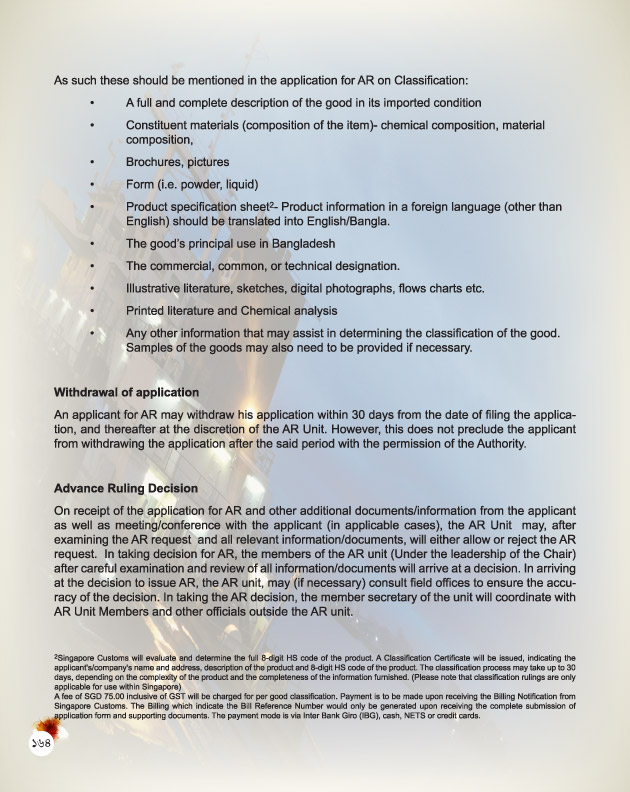 As such these should be mentioned in the application for AR on Classification:
• A full and complete description of the good in its imported condition
• Constituent materials (composition of the item)- chemical composition, material
composition,
• Brochures, pictures
• Form (i.e. powder, liquid)
• Product specification sheet²- Product information in a foreign language (other than
English) should be translated into English/Bangla.
• The good's principal use in Bangladesh
• The commercial, common, or technical designation.
• Illustrative literature, sketches, digital photographs, flows charts etc.
• Printed literature and Chemical analysis
• Any other information that may assist in determining the classification of the good.
Samples of the goods may also need to be provided if necessary.
Withdrawal of application
An applicant for AR may withdraw his application within 30 days from the date of filing the applica-
tion, and thereafter at the discretion of the AR Unit. However, this does not preclude the applicant
from withdrawing the application after the said period with the permission of the Authority.
Advance Ruling Decision
On receipt of the application for AR and other additional documents/information from the applicant
as well as meeting/conference with the applicant (in applicable cases), the AR Unit may, after
examining the AR request and all relevant information/documents, will either allow or reject the AR
request. In taking decision for AR, the members of the AR unit (Under the leadership of the Chair)
after careful examination and review of all information/documents will arrive at a decision. In arriving
at the decision to issue AR, the AR unit, may (if necessary) consult field offices to ensure the accu-
racy of the decision. In taking the AR decision, the member secretary of the unit will coordinate with
AR Unit Members and other officials outside the AR unit.
²Singapore Customs will evaluate and determine the full 8-digit HS code of the product. A Classification Certificate will be issued, indicating the
applicant's/company's name and address, description of the product and 8-digit HS code of the product. The classification process may take up to 30
days, depending on the complexity of the product and the completeness of the information furnished. (Please note that classification rulings are only
applicable for use within Singapore)
A fee of SGD 75.00 inclusive of GST will be charged for per good classification. Payment is to be made upon receiving the Billing Notification from
Singapore Customs. The Billing which indicate the Bill Reference Number would only be generated upon receiving the complete submission of
application form and supporting documents. The payment mode is via Inter Bank Giro (IBG), cash, NETS or credit cards.
১৬৪